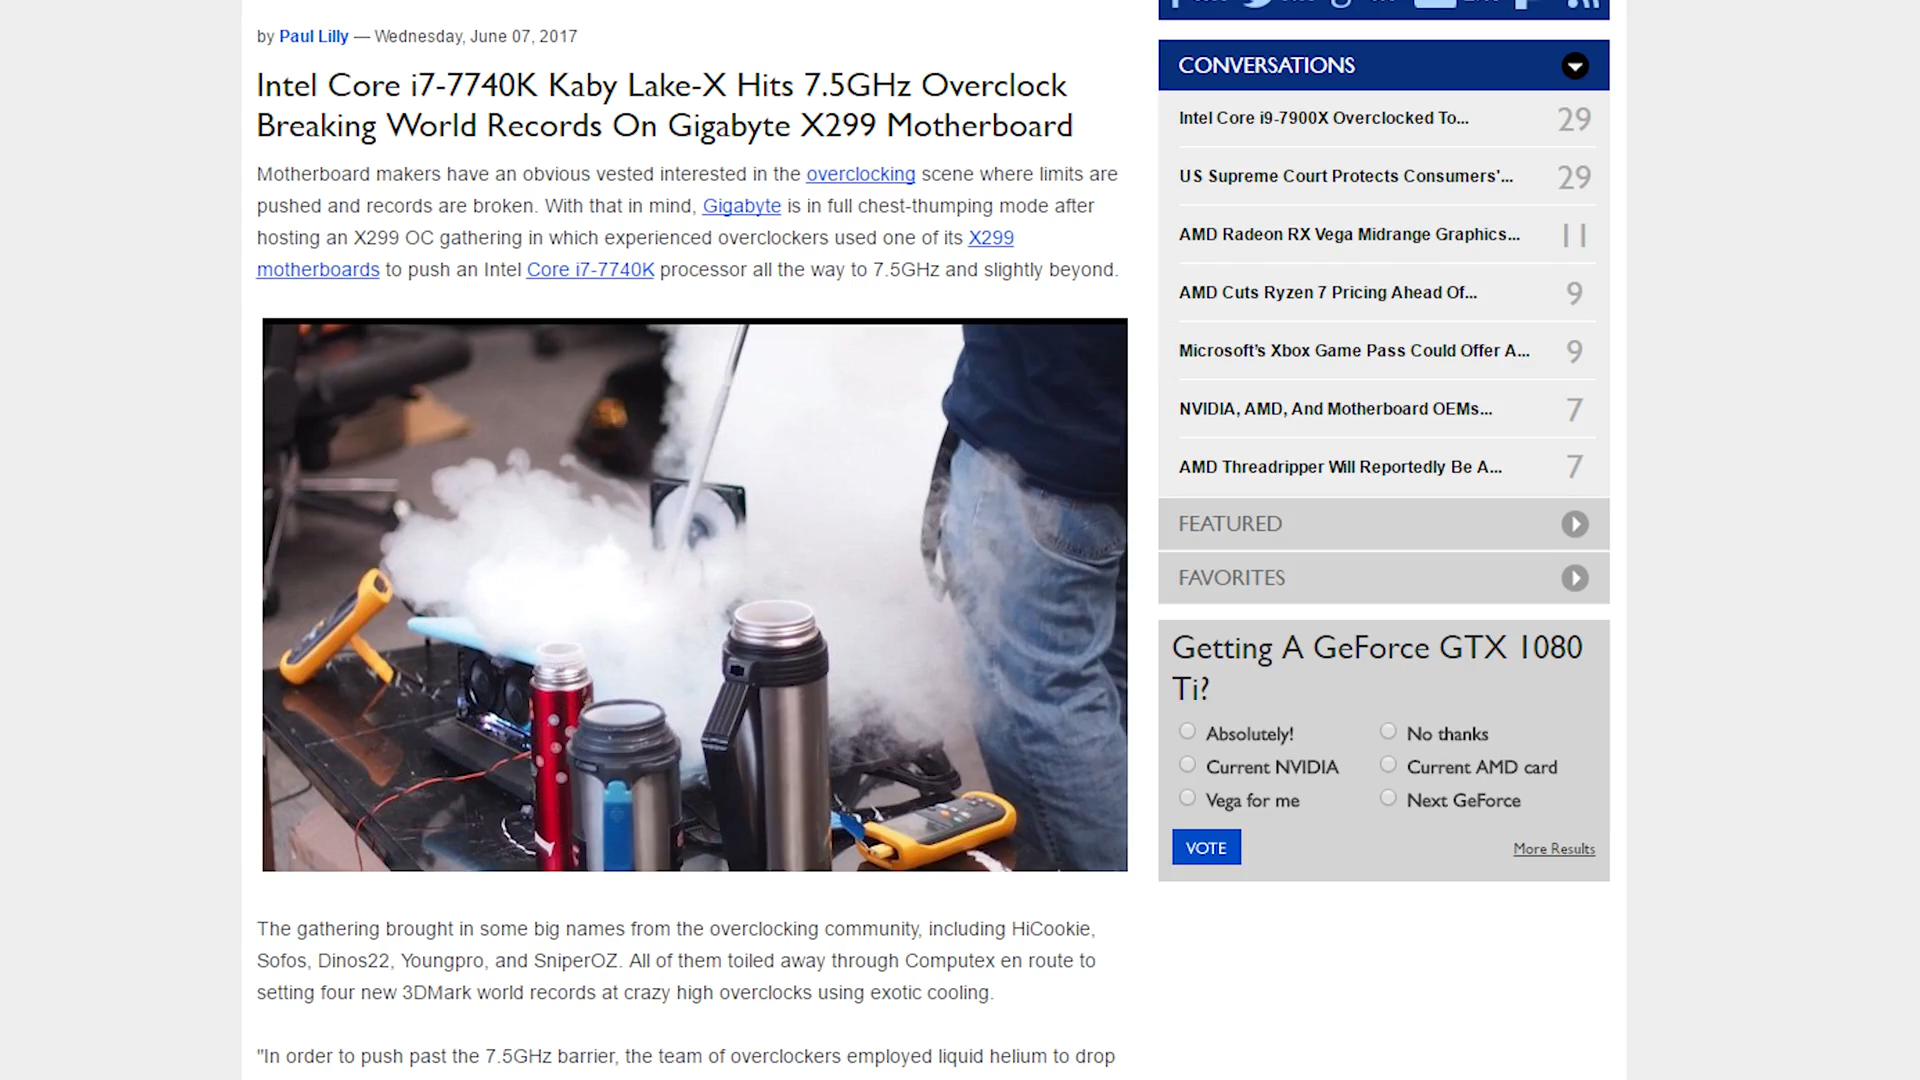 by Paul Lilly — Wednesday, June 07, 2017
Intel Core i7-7740K Kaby Lake-X Hits 7.5GHz Overclock
Breaking World Records On Gigabyte X299 Motherboard
Motherboard makers have an obvious vested interested in the overclocking scene where limits are
pushed and records are broken. With that in mind, Gigabyte is in full chest-thumping mode after
hosting an X299 OC gathering in which experienced overclockers used one of its X299
motherboards to push an Intel Core i7-7740K processor all the way to 7.5GHz and slightly beyond.
The gathering brought in some big names from the overclocking community, including HiCookie,
Sofos, Dinos22, Youngpro, and SniperOZ. All of them toiled away through Computex en route to
setting four new 3DMark world records at crazy high overclocks using exotic cooling.
"In order to push past the 7.5GHz barrier, the team of overclockers employed liquid helium to drop
CONVERSATIONS
Intel Core i9-7900X Overclocked To... 29
US Supreme Court Protects Consumers'... 29
AMD Radeon RX Vega Midrange Graphics... 11
AMD Cuts Ryzen 7 Pricing Ahead Of... 9
Microsoft's Xbox Game Pass Could Offer A... 9
NVIDIA, AMD, And Motherboard OEMs... 7
AMD Threadripper Will Reportedly Be A... 7
FEATURED
FAVORITES
Getting A GeForce GTX 1080
Ti?
Absolutely! No thanks
Current NVIDIA Current AMD card
Vega for me Next GeForce
VOTE More Results